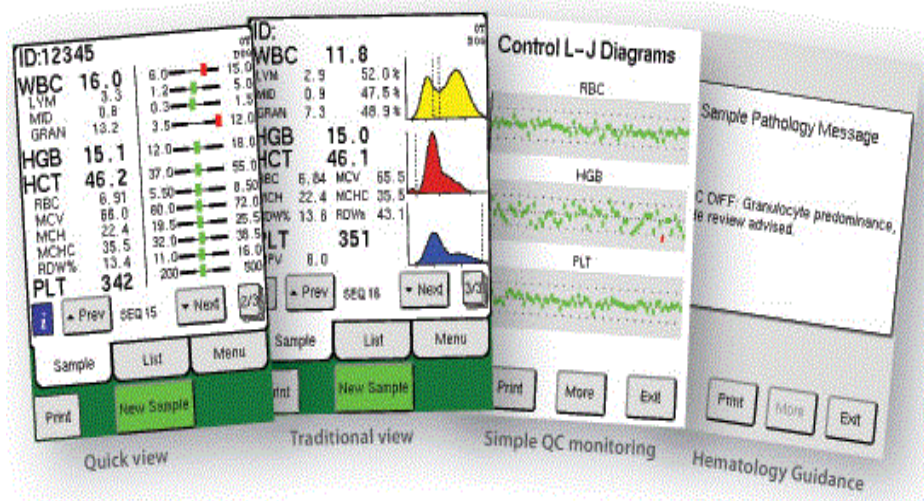 ID:12345
WBC 16.0 6.0 15.0
LYM 3.3 1.2 5.0
MID 0.8 0.3 1.5
GRAN 13.2 3.5 12.0
HGB 15.1 12.0 18.0
HCT 46.2 37.0 55.0
RBC 6.91 5.50 8.50
MCV 66.0 60.0 72.0
MCH 22.4 19.5 25.5
MCHC 35.5 32.0 38.5
RDW% 13.4 11.0 16.0
PLT 342 200 500
i Prev SEQ 15 Next 2/3
Sample List Menu
Print New Sample
Quick view
ID:
WBC 11.8
LYM 2.9 52.0%
MID 0.9 47.5%
GRAN 7.3 48.9%
HGB 15.0
HCT 46.1
RBC 6.84 MCV 65.5
MCH 22.4 MCHC 35.5
RDW% 13.6 RDWa 43.1
PLT 351
MPV 8.0
Prev SEQ 16 Next 3/3
Sample List Menu
Print New Sample
Traditional view
Control L-J Diagrams
RBC
HGB
PLT
Print More Exit
Simple QC monitoring
Sample Pathology Message
C DIFF: Granulocyte predominance,
e review advised.
Print More Exit
Hematology Guidance